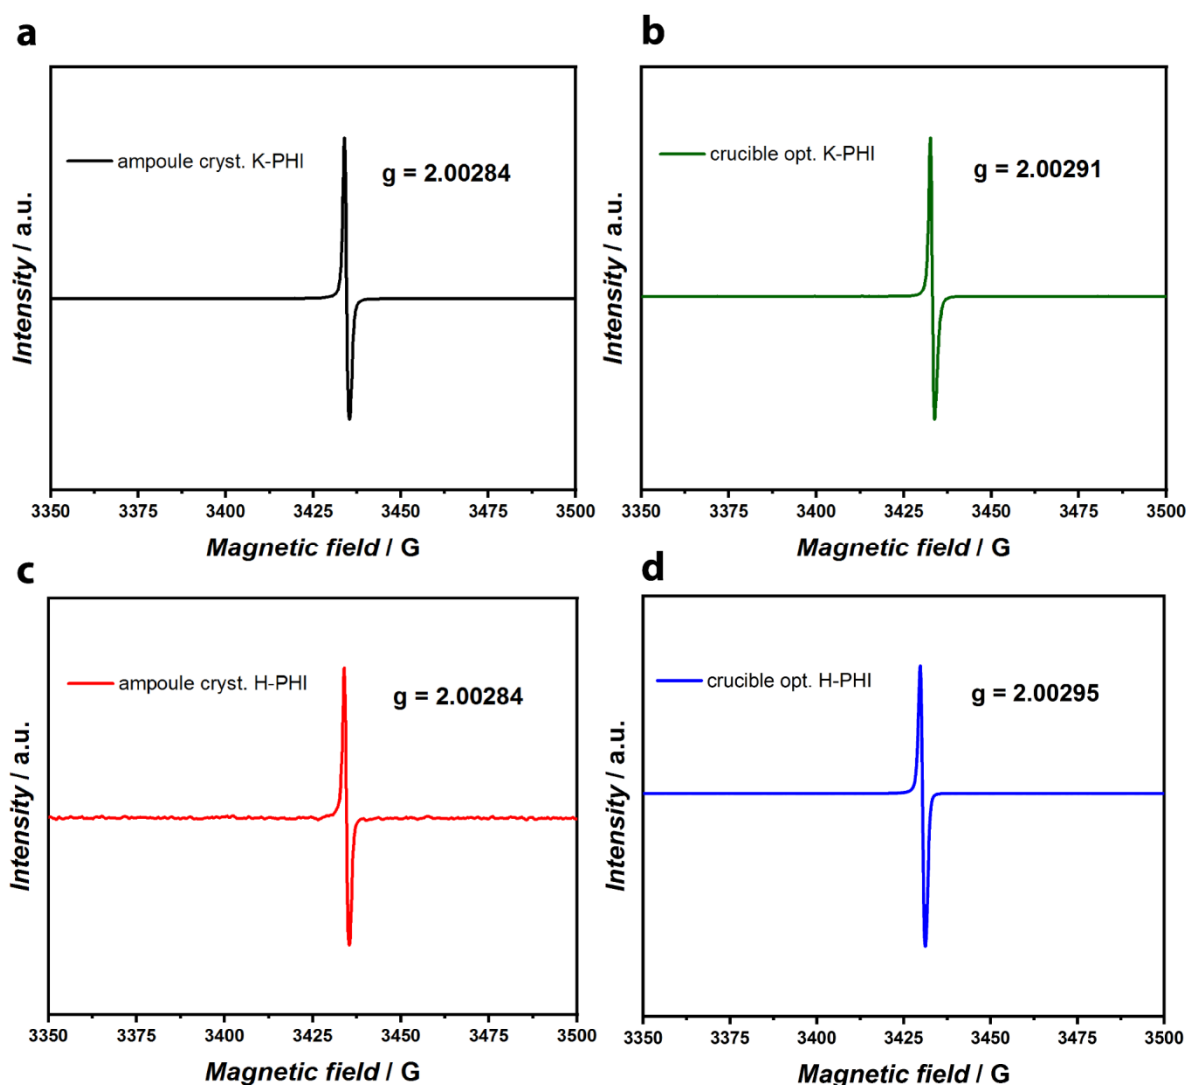 a
ampoule cryst. K-PHI
g = 2.00284
Intensity / a.u.
3350 3375 3400 3425 3450 3475 3500
Magnetic field / G
b
crucible opt. K-PHI
g = 2.00291
Intensity / a.u.
3350 3375 3400 3425 3450 3475 3500
Magnetic field / G
c
ampoule cryst. H-PHI
g = 2.00284
Intensity / a.u.
3350 3375 3400 3425 3450 3475 3500
Magnetic field / G
d
crucible opt. H-PHI
g = 2.00295
Intensity / a.u.
3350 3375 3400 3425 3450 3475 3500
Magnetic field / G